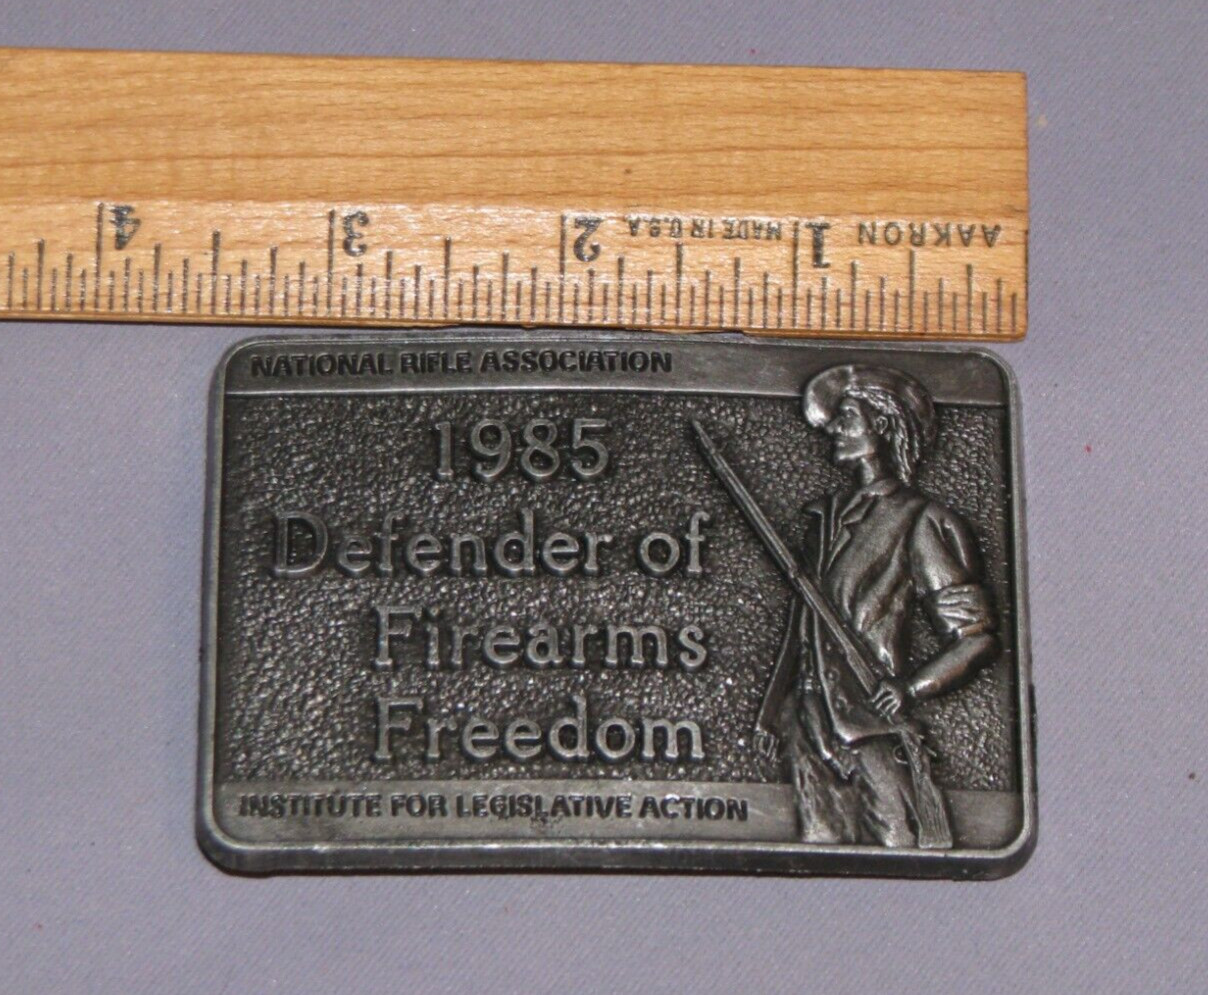 4 3 2 1
MADE IN U.S.A
AAKRON
NATIONAL RIFLE ASSOCIATION
1985
Defender of
Firearms
Freedom
INSTITUTE FOR LEGISLATIVE ACTION